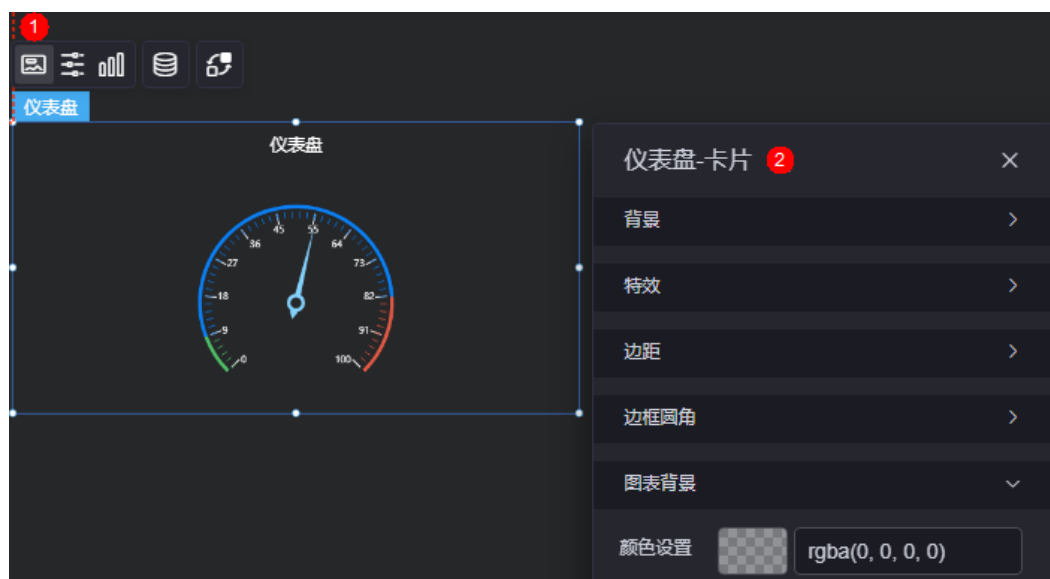 1
仪表盘
仪表盘
仪表盘-卡片 2
背景
特效
边距
边框圆角
图表背景
颜色设置 rgba(0, 0, 0, 0)
0
9
18
27
36
45
55
64
73
82
91
100